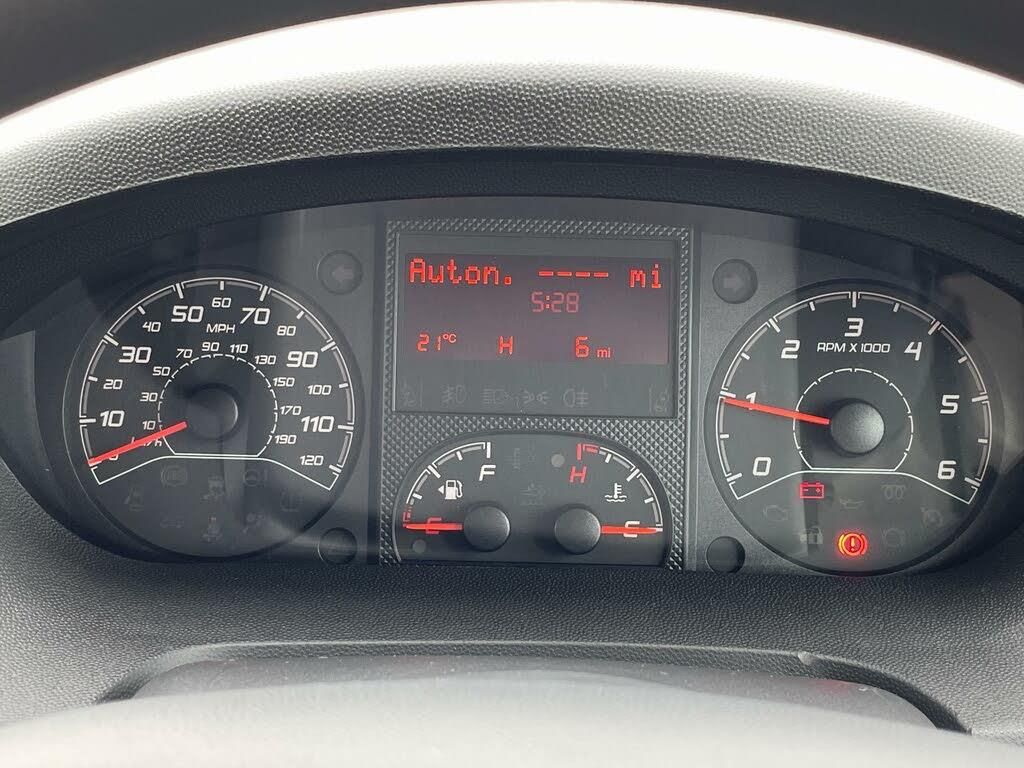 Auton. ---- mi
5:28
21°C H 6 mi
0 10 20 30 40 50 60 70 80 90 100 110 120
MPH
30 50 70 90 110 130 150 170 190
km/h
E F
H C
0 1 2 3 4 5 6
RPM X 1000